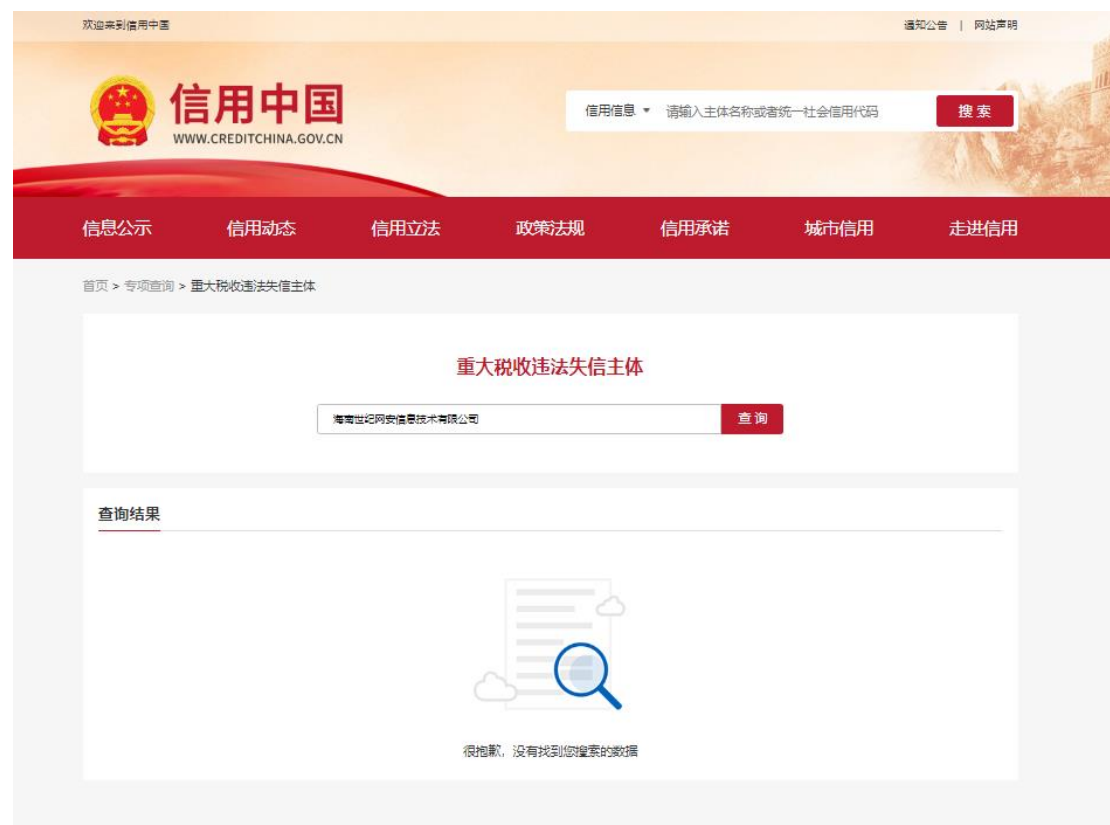 欢迎来到信用中国
通知公告 | 网站声明
信用中国
WWW.CREDITCHINA.GOV.CN
信用信息 请输入主体名称或者统一社会信用代码 搜索
信息公示 信用动态 信用立法 政策法规 信用承诺 城市信用 走进信用
首页 > 专项查询 > 重大税收违法失信主体
重大税收违法失信主体
海南世纪网安信息技术有限公司 查询
查询结果
很抱歉，没有找到您搜索的数据